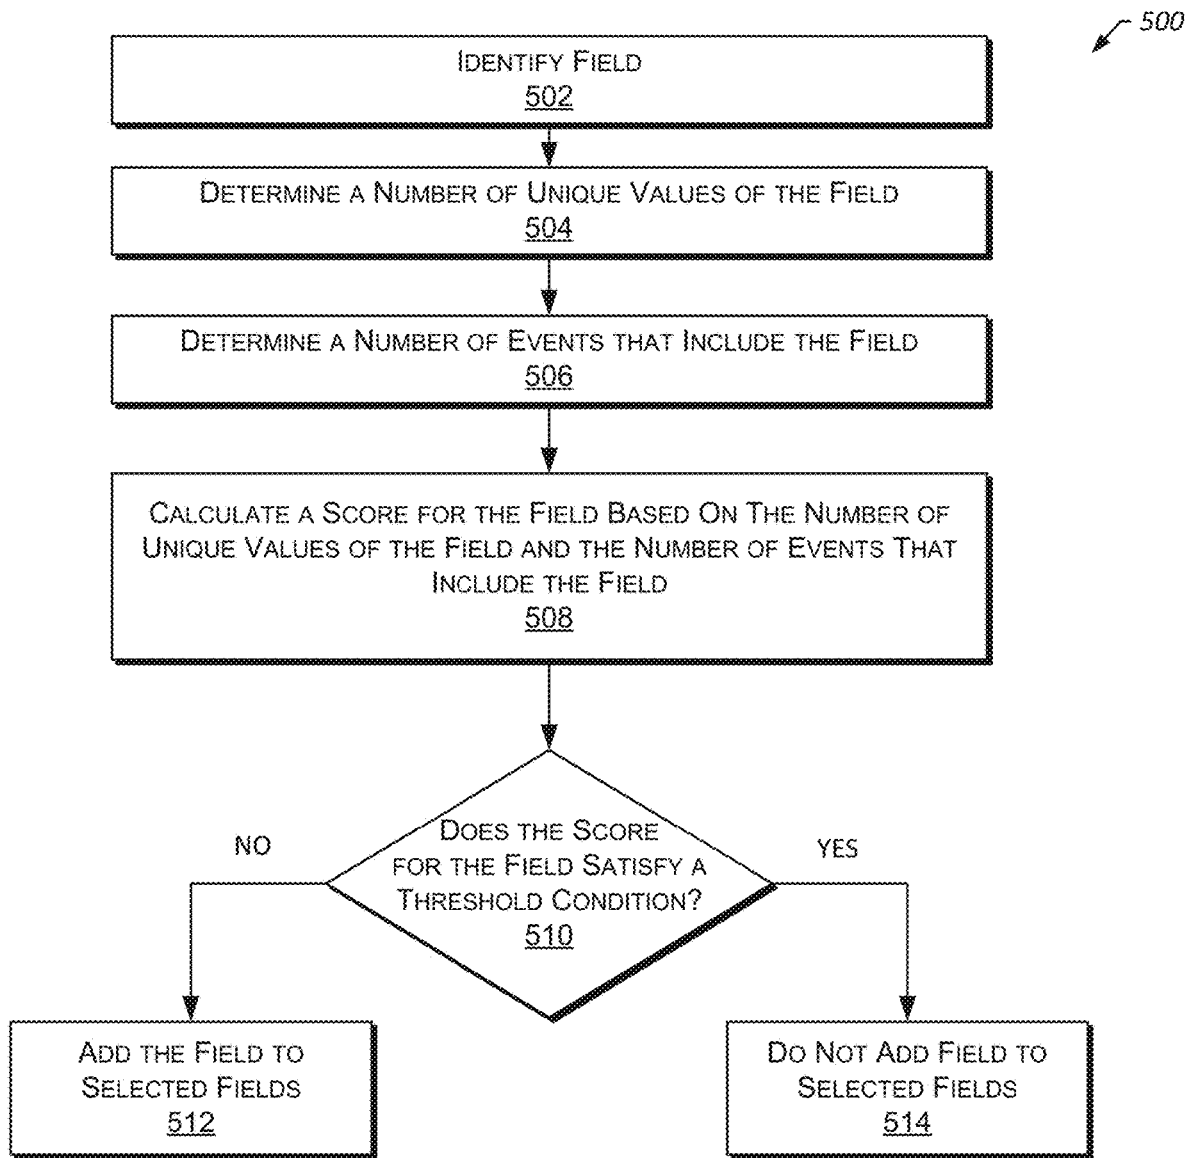 500
IDENTIFY FIELD
502
DETERMINE A NUMBER OF UNIQUE VALUES OF THE FIELD
504
DETERMINE A NUMBER OF EVENTS THAT INCLUDE THE FIELD
506
CALCULATE A SCORE FOR THE FIELD BASED ON THE NUMBER OF
UNIQUE VALUES OF THE FIELD AND THE NUMBER OF EVENTS THAT
INCLUDE THE FIELD
508
DOES THE SCORE
FOR THE FIELD SATISFY A
THRESHOLD CONDITION?
510
NO
YES
ADD THE FIELD TO
SELECTED FIELDS
512
DO NOT ADD FIELD TO
SELECTED FIELDS
514